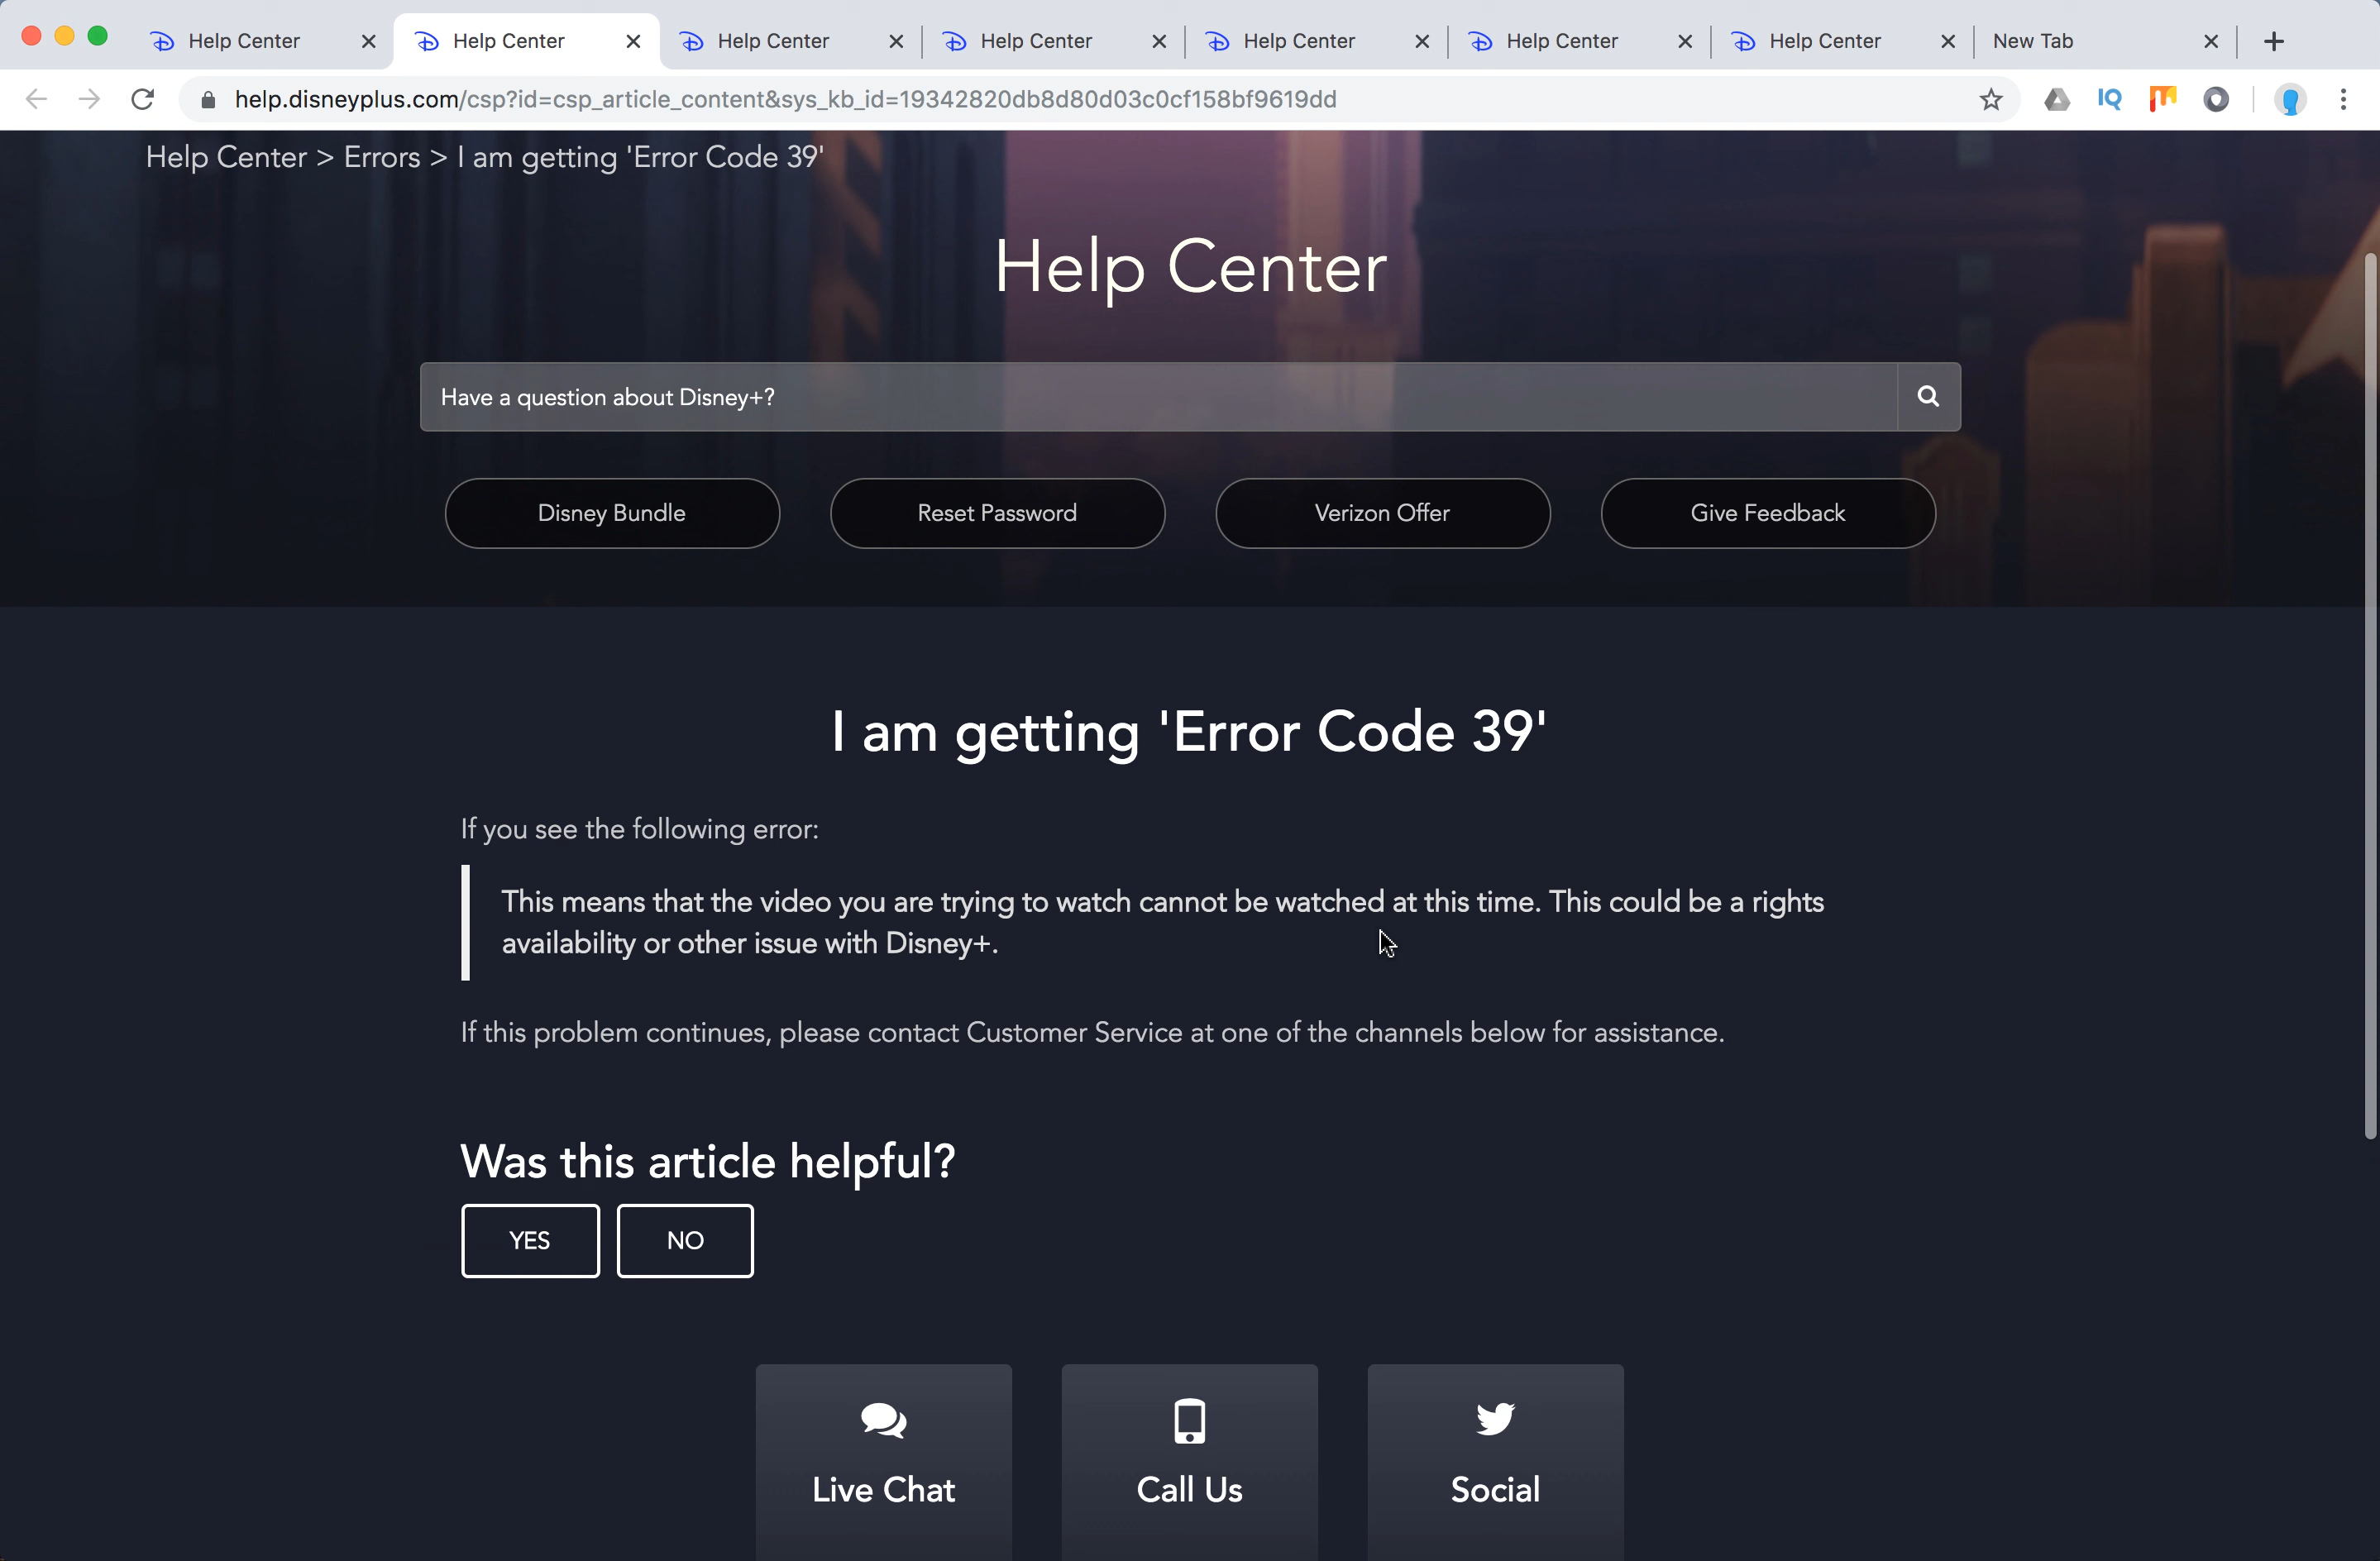 Help Center
Help Center
Help Center
Help Center
Help Center
Help Center
Help Center
New Tab
help.disneyplus.com/csp?id=csp_article_content&sys_kb_id=19342820db8d80d03c0cf158bf9619dd
IQ
Help Center > Errors > I am getting 'Error Code 39'
Help Center
Have a question about Disney+?
Disney Bundle
Reset Password
Verizon Offer
Give Feedback
I am getting 'Error Code 39'
If you see the following error:
This means that the video you are trying to watch cannot be watched at this time. This could be a rights
availability or other issue with Disney+.
If this problem continues, please contact Customer Service at one of the channels below for assistance.
Was this article helpful?
YES
NO
Live Chat
Call Us
Social